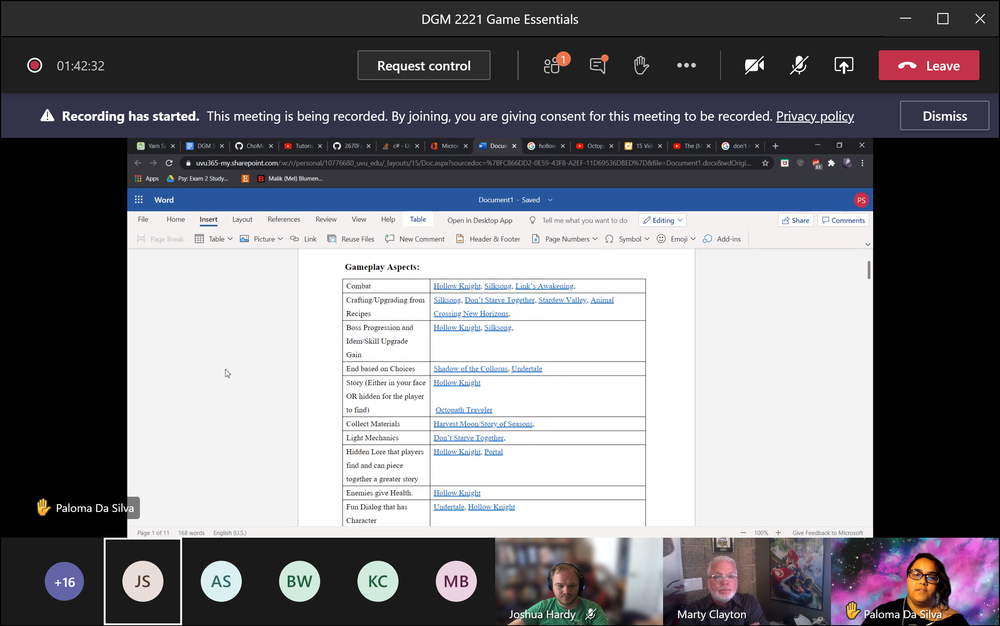 DGM 2221 Game Essentials
01:42:32
Request control
1
Leave
Recording has started. This meeting is being recorded. By joining, you are giving consent for this meeting to be recorded. Privacy policy
Dismiss
Yarn Sp
DGM S
ChoMo
Tutoria
2670Fa
c# - Un
Micros
Docum
hollow
Octop
15 Vid
The (M
don't s
uvu365-my.sharepoint.com/:w:/r/personal/10776680_uvu_edu/_layouts/15/Doc.aspx?sourcedoc=%7BFC866DD2-0E59-43F8-A2EF-11D69536DBED%7D&file=Document1.docx&wdOrigi...
51
Apps
Psy: Exam 2 Study...
E
B
Malik (Mel) Blumen...
Word
Document1 - Saved
PS
File
Home
Insert
Layout
References
Review
View
Help
Table
Open in Desktop App
Tell me what you want to do
Editing
Share
Comments
Page Break
Table
Picture
Link
Reuse Files
New Comment
Header & Footer
Page Numbers
Symbol
Emoji
Add-ins
Gameplay Aspects:
Combat
Hollow Knight, Silksong, Link’s Awakening,
Crafting/Upgrading from
Recipes
Silksong, Don’t Starve Together, Stardew Valley, Animal
Crossing New Horizons,
Boss Progression and
Idem/Skill Upgrade
Gain
Hollow Knight, Silksong,
End based on Choices
Shadow of the Collosus, Undertale
Story (Either in your face
OR hidden for the player
to find)
Hollow Knight
Octopath Traveler
Collect Materials
Harvest Moon/Story of Seasons,
Light Mechanics
Don’t Starve Together,
Hidden Lore that players
find and can piece
together a greater story
Hollow Knight, Portal
Enemies give Health.
Hollow Knight
Fun Dialog that has
Character
Undertale, Hollow Knight
Paloma Da Silva
Page 1 of 11
168 words
English (U.S.)
100%
Give Feedback to Microsoft
+16
JS
AS
BW
KC
MB
Joshua Hardy
Marty Clayton
Paloma Da Silva